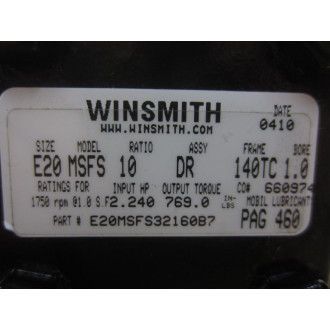 WINSMITH
WWW.WINSMITH.COM
DATE
0410
SIZE MODEL RATIO ASSY FRAME BORE
E20 MSFS 10 DR 140TC 1.0
RATINGS FOR INPUT HP OUTPUT TORQUE CO# 660974
1750 rpm @1.0 S.F 2.240 769.0 IN-LBS MOBIL LUBRICANT
PART # E20MSFS32160B7 PAG 460